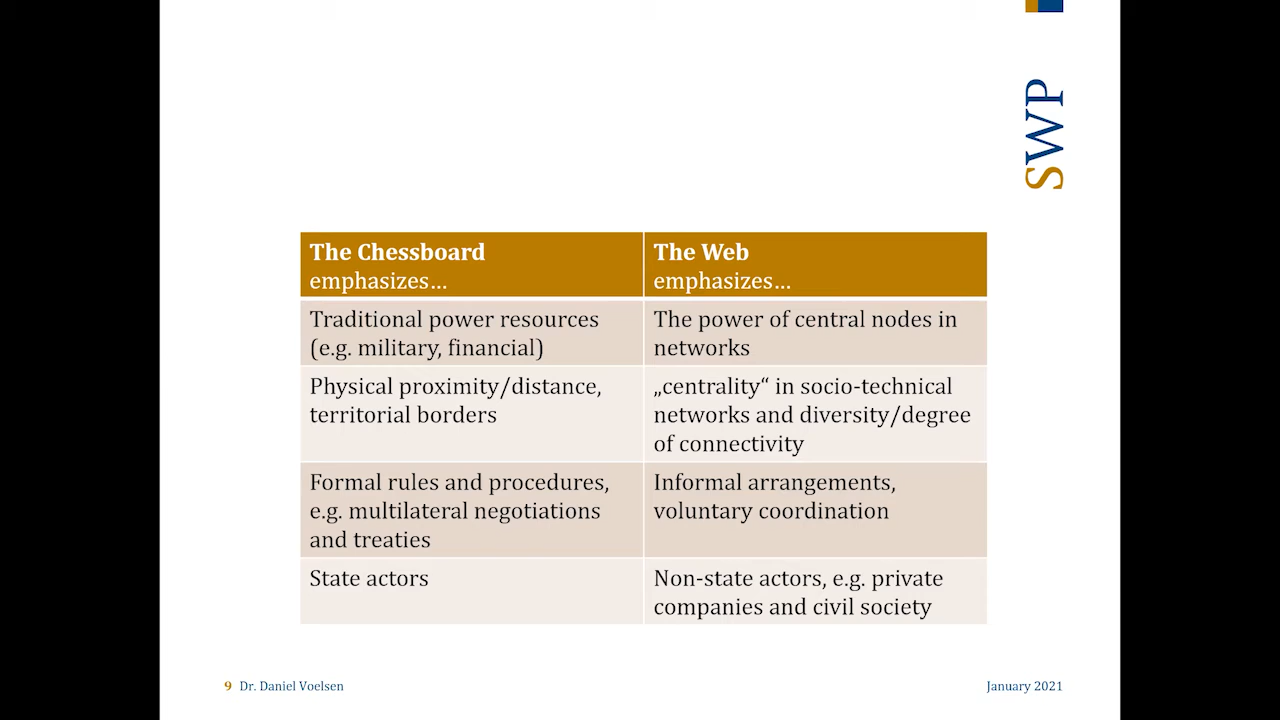 SWP
The Chessboard
emphasizes…
The Web
emphasizes…
Traditional power resources
(e.g. military, financial)
The power of central nodes in
networks
Physical proximity/distance,
territorial borders
„centrality“ in socio-technical
networks and diversity/degree
of connectivity
Formal rules and procedures,
e.g. multilateral negotiations
and treaties
Informal arrangements,
voluntary coordination
State actors
Non-state actors, e.g. private
companies and civil society
9 Dr. Daniel Voelsen
January 2021